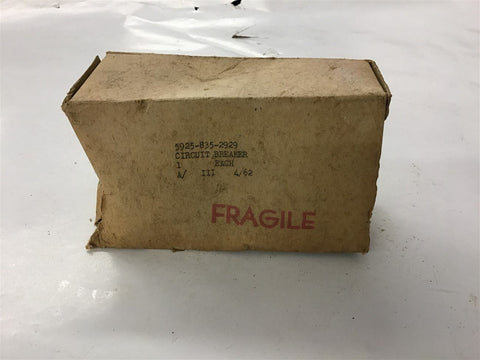 5925-835-2929
CIRCUIT BREAKER
1 EACH
A/ III 4/62
FRAGILE